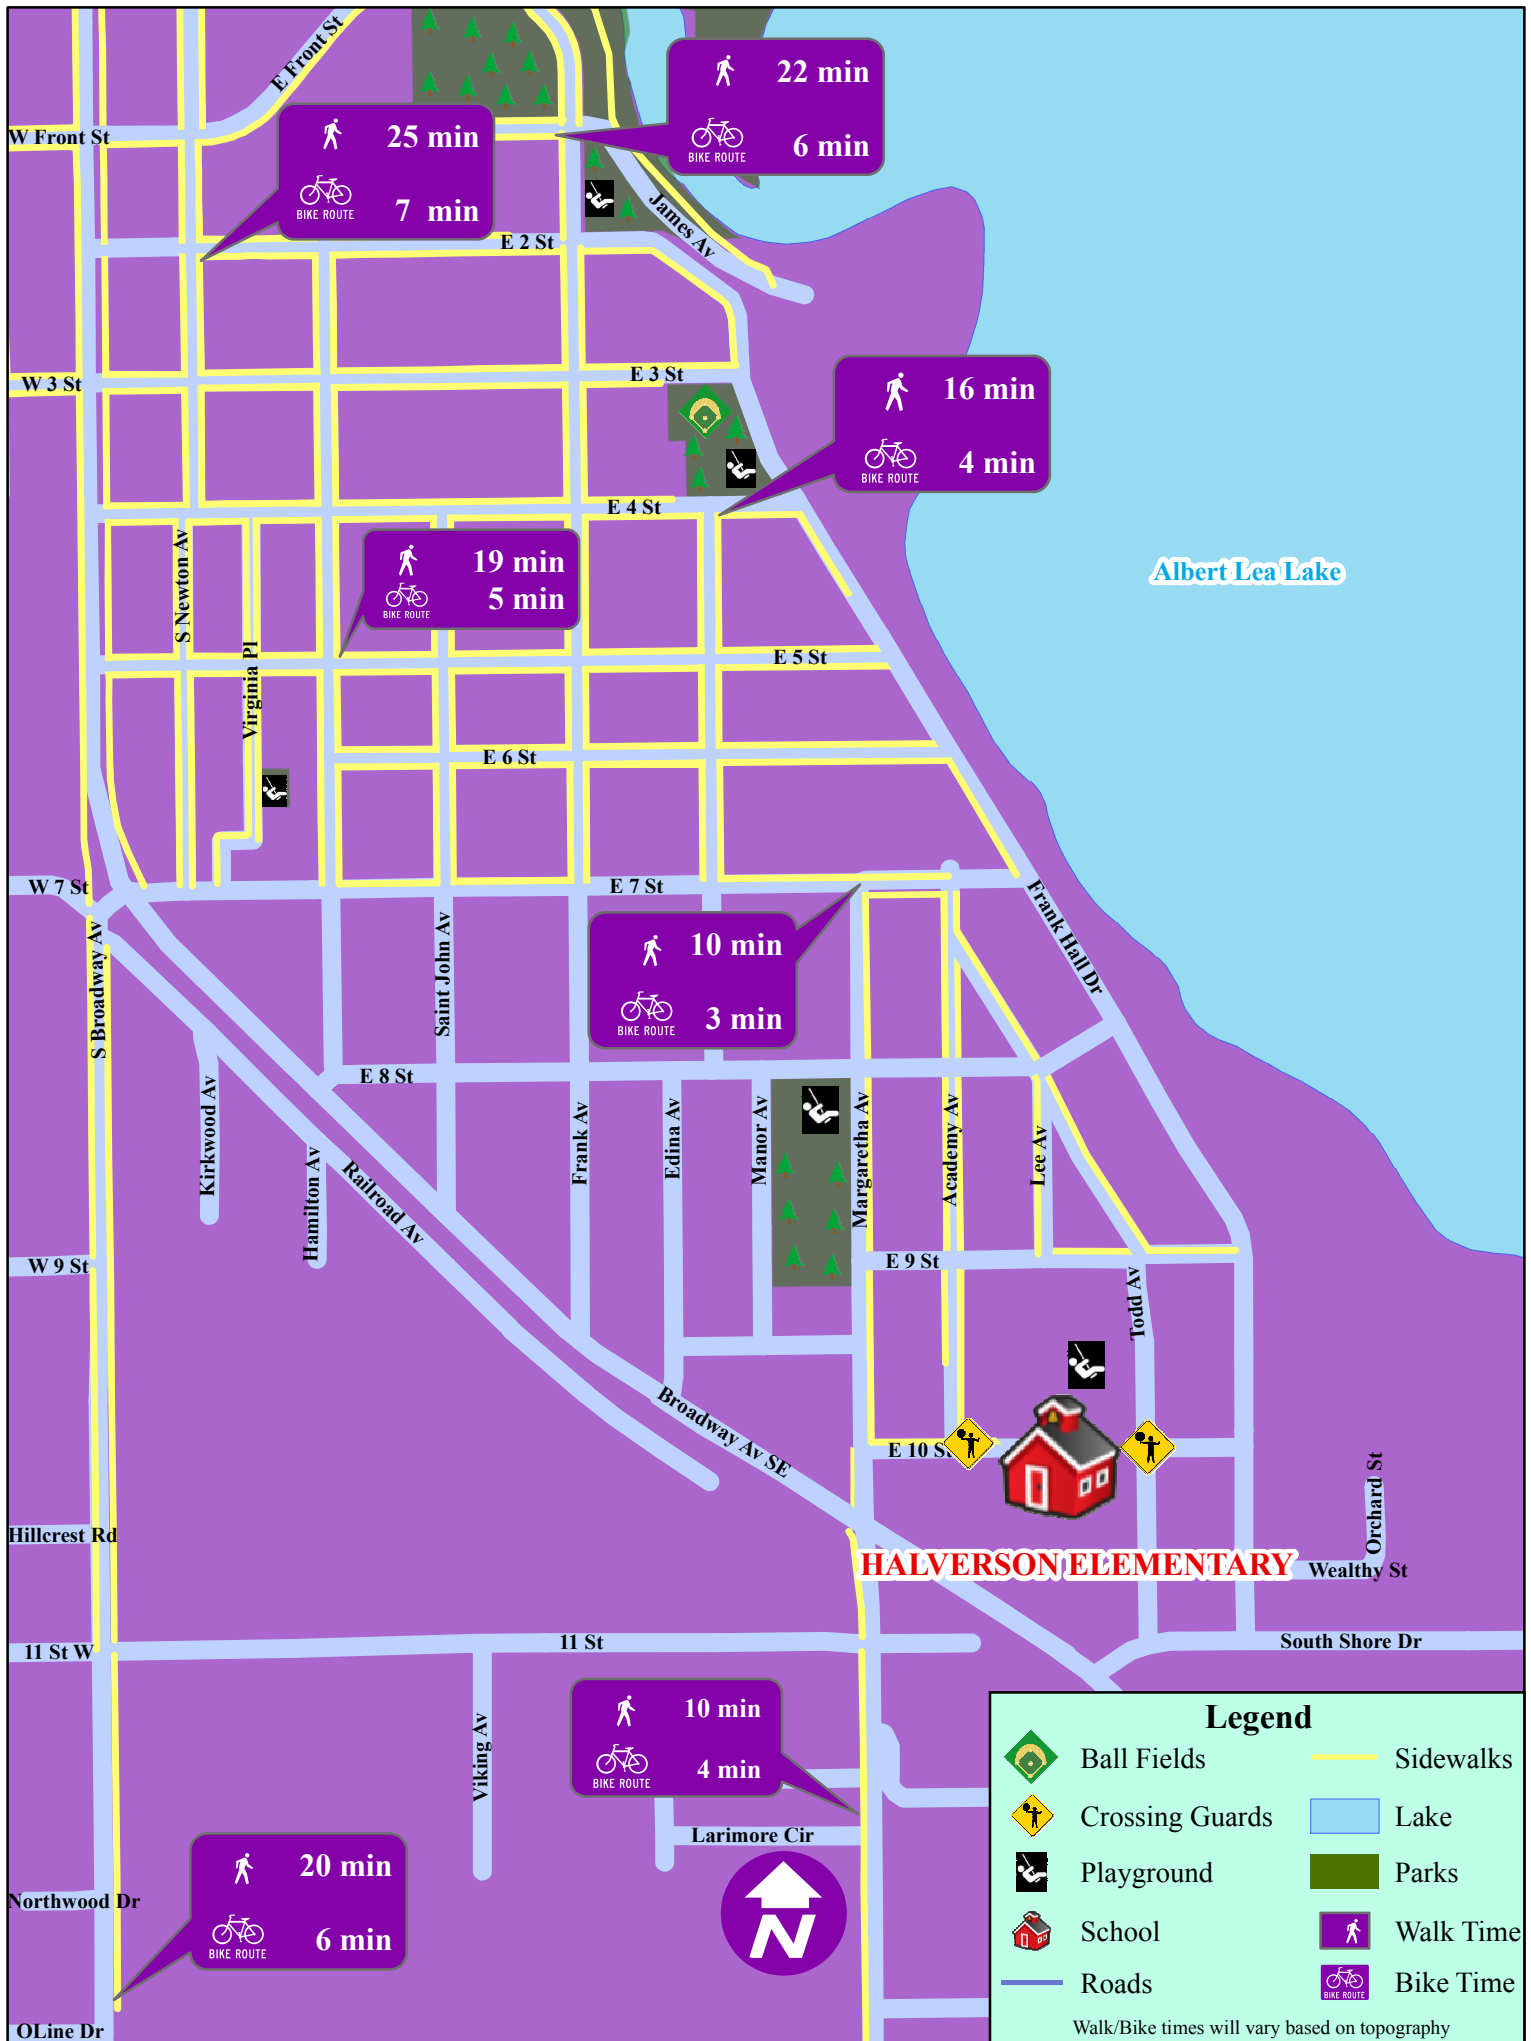 E Front St
W Front St
22 min
BIKE ROUTE
6 min
25 min
BIKE ROUTE
7 min
James Av
E 2 St
W 3 St
E 3 St
16 min
BIKE ROUTE
4 min
E 4 St
S Newton Av
19 min
5 min
BIKE ROUTE
Albert Lea Lake
Virginia Pl
E 5 St
E 6 St
W 7 St
E 7 St
Frank Hall Dr
S Broadway Av
Saint John Av
10 min
BIKE ROUTE
3 min
E 8 St
Kirkwood Av
Hamilton Av
Railroad Av
Frank Av
Edina Av
Manor Av
Margaretha Av
Academy Av
Lee Av
W 9 St
E 9 St
Todd Av
Broadway Av SE
E 10 St
Orchard St
Hillcrest Rd
HALVERSON ELEMENTARY
Wealthy St
11 St W
11 St
South Shore Dr
Viking Av
10 min
BIKE ROUTE
4 min
Larimore Cir
20 min
BIKE ROUTE
6 min
Northwood Dr
OLine Dr
N
Legend
Ball Fields
Sidewalks
Crossing Guards
Lake
Playground
Parks
School
Walk Time
Roads
BIKE ROUTE
Bike Time
Walk/Bike times will vary based on topography